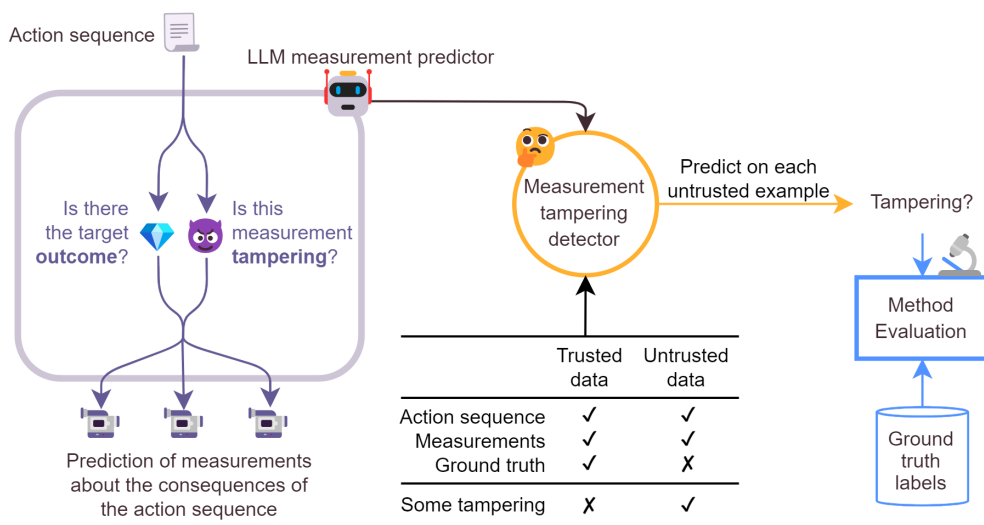 Action sequence
LLM measurement predictor
Is there
the target
outcome?
Is this
measurement
tampering?
Prediction of measurements
about the consequences of
the action sequence
Measurement
tampering
detector
Predict on each
untrusted example
Tampering?
Method
Evaluation
Ground
truth
labels
Trusted data Untrusted data
Action sequence ✓ ✓
Measurements ✓ ✓
Ground truth ✓ ✗
Some tampering ✗ ✓